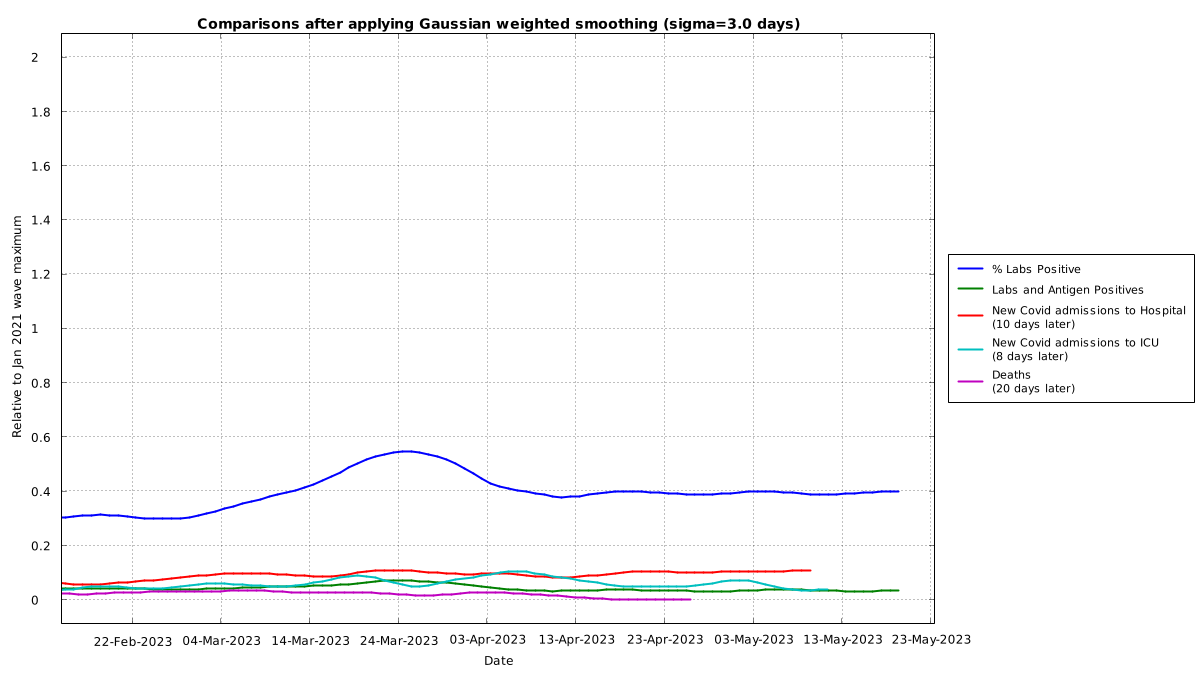 Comparisons after applying Gaussian weighted smoothing (sigma=3.0 days)
Relative to Jan 2021 wave maximum
2
1.8
1.6
1.4
1.2
1
0.8
0.6
0.4
0.2
0
22-Feb-2023 04-Mar-2023 14-Mar-2023 24-Mar-2023 03-Apr-2023 13-Apr-2023 23-Apr-2023 03-May-2023 13-May-2023 23-May-2023
Date
% Labs Positive
Labs and Antigen Positives
New Covid admissions to Hospital
(10 days later)
New Covid admissions to ICU
(8 days later)
Deaths
(20 days later)